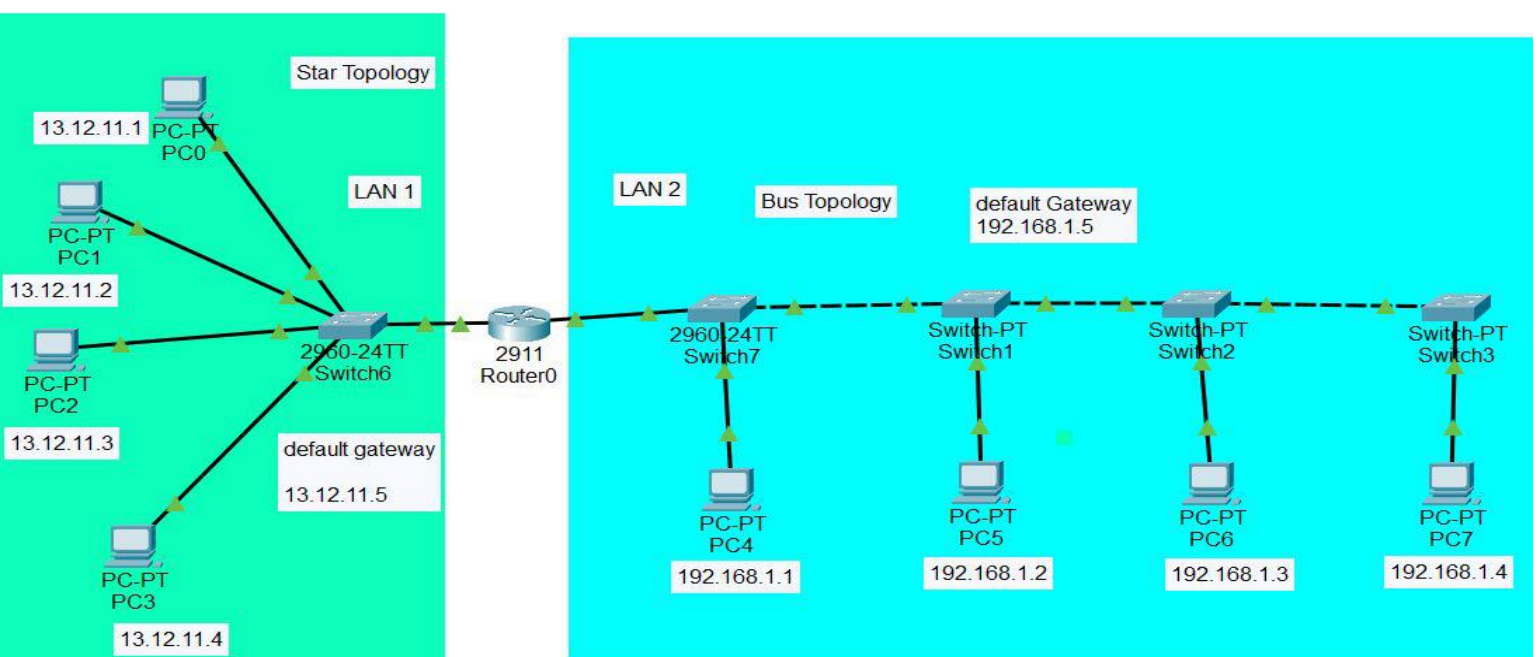 Star Topology
13.12.11.1
PC-PT
PC0
LAN 1
PC-PT
PC1
13.12.11.2
PC-PT
PC2
13.12.11.3
2960-24TT
Switch6
default gateway
13.12.11.5
PC-PT
PC3
13.12.11.4
2911
Router0
LAN 2
Bus Topology
default Gateway
192.168.1.5
2960-24TT
Switch7
Switch-PT
Switch1
Switch-PT
Switch2
Switch-PT
Switch3
PC-PT
PC4
192.168.1.1
PC-PT
PC5
192.168.1.2
PC-PT
PC6
192.168.1.3
PC-PT
PC7
192.168.1.4